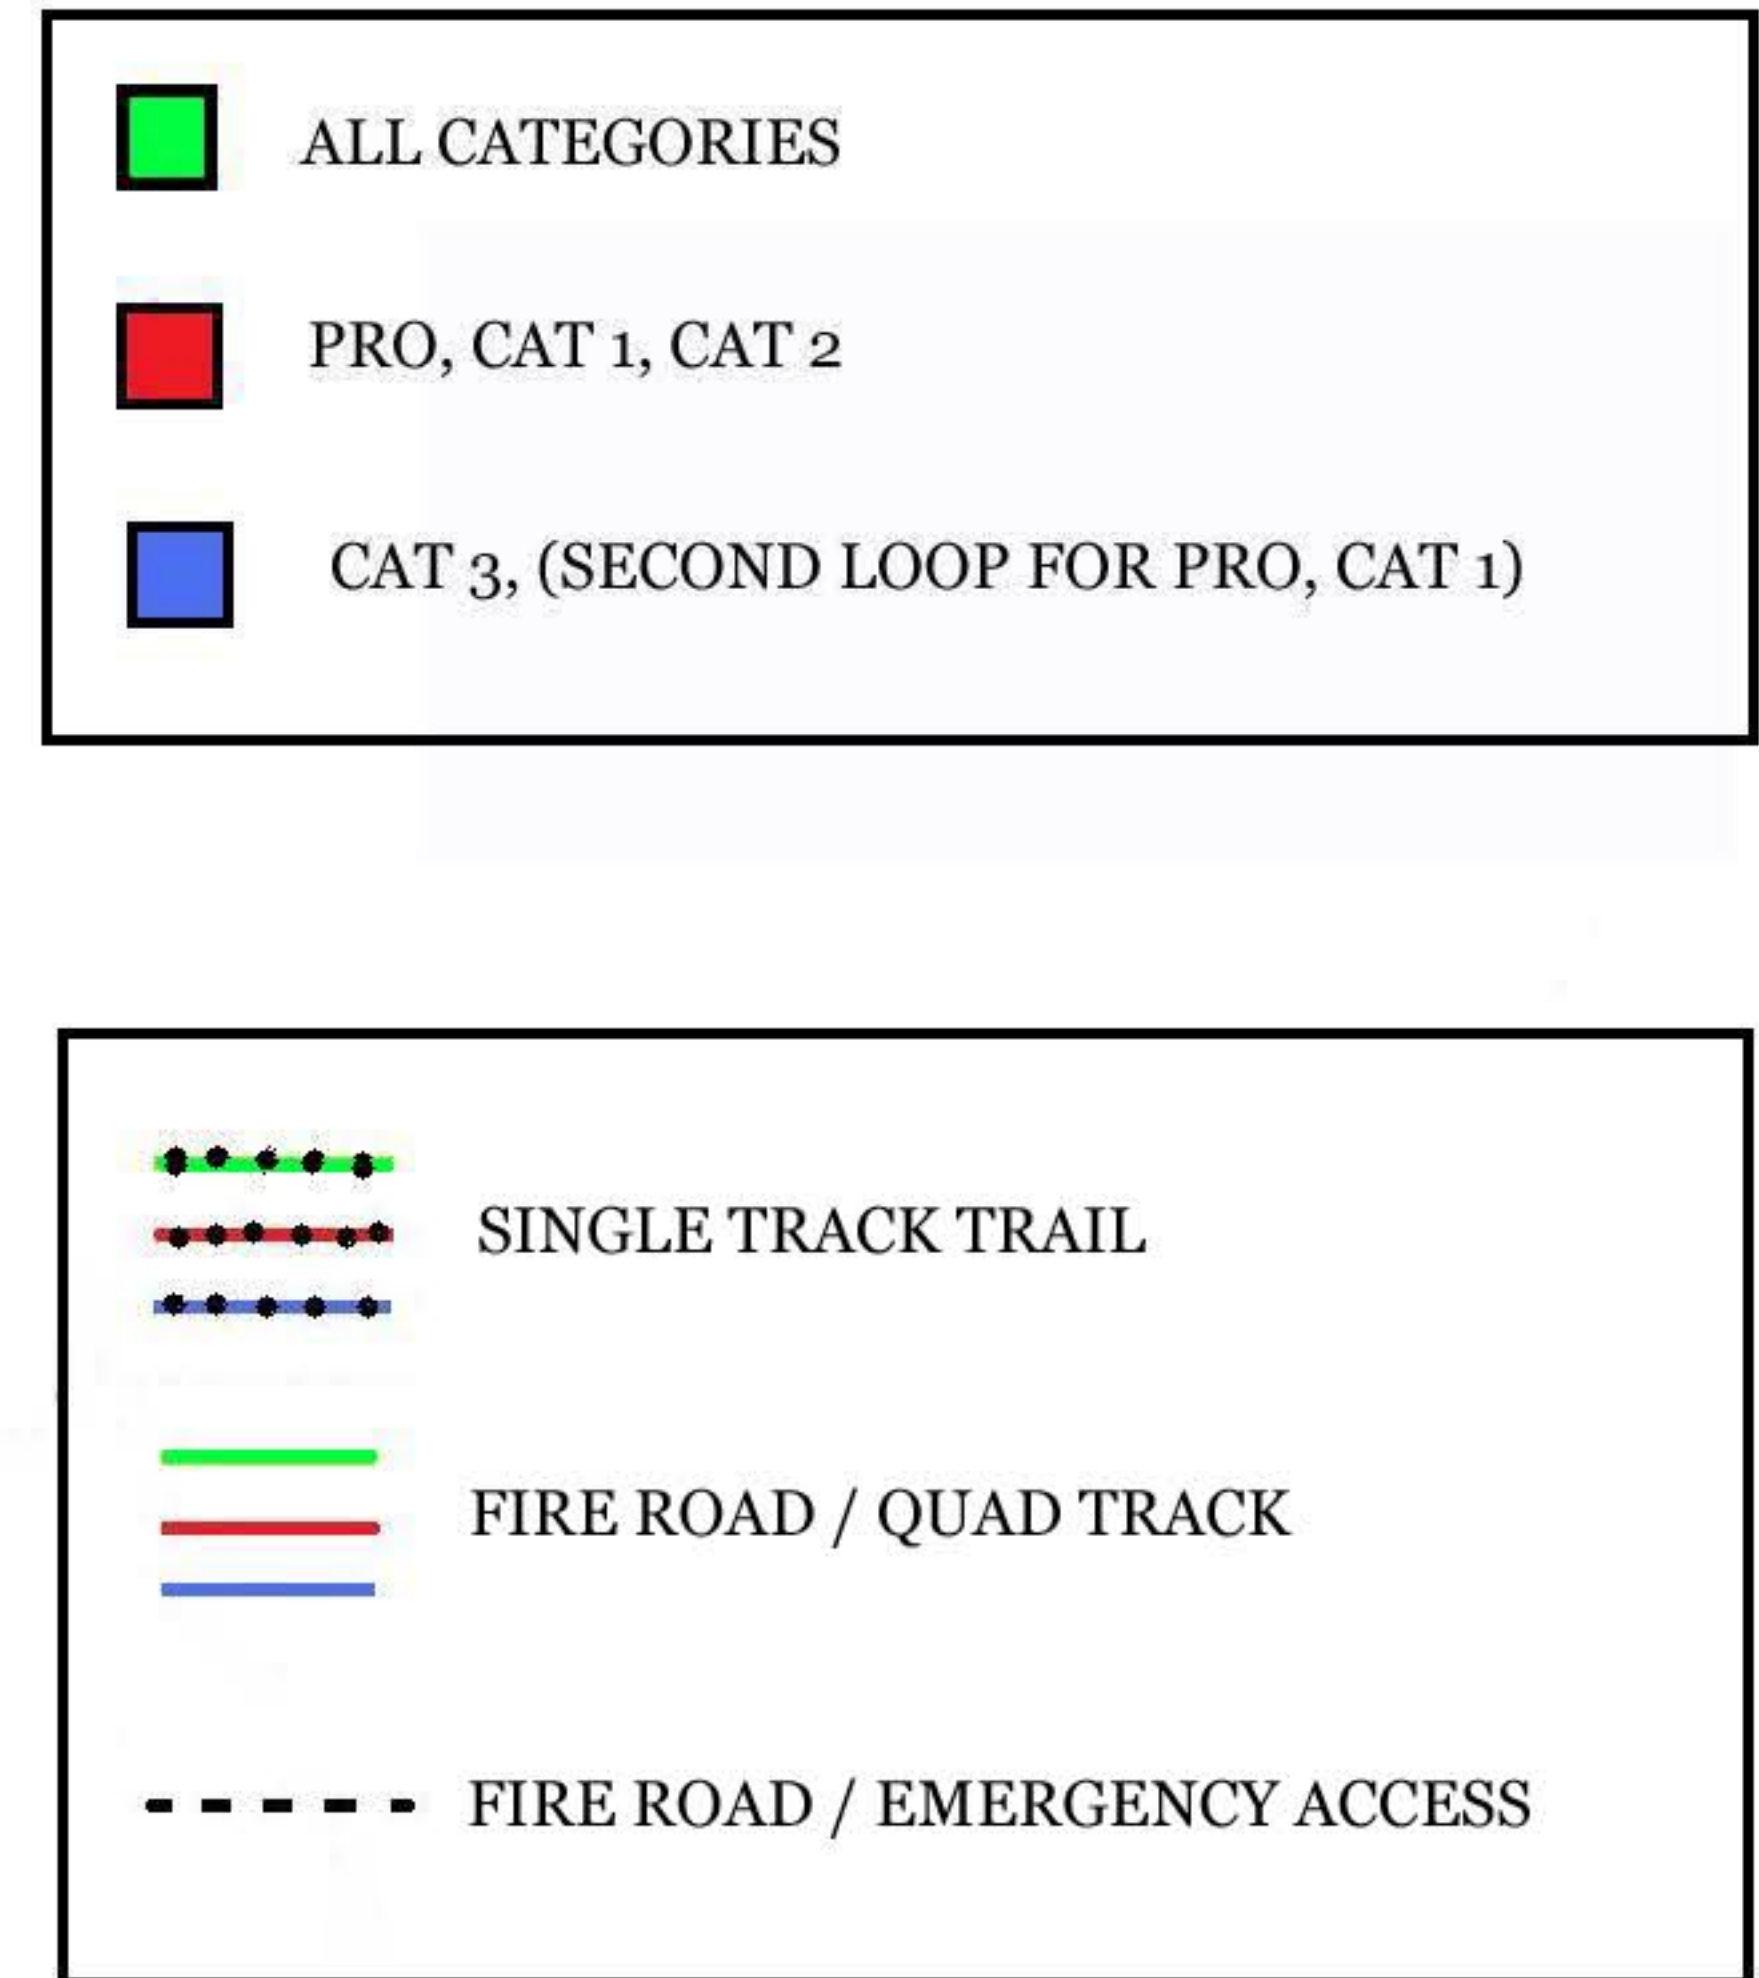 ALL CATEGORIES
PRO, CAT 1, CAT 2
CAT 3, (SECOND LOOP FOR PRO, CAT 1)
SINGLE TRACK TRAIL
FIRE ROAD / QUAD TRACK
FIRE ROAD / EMERGENCY ACCESS